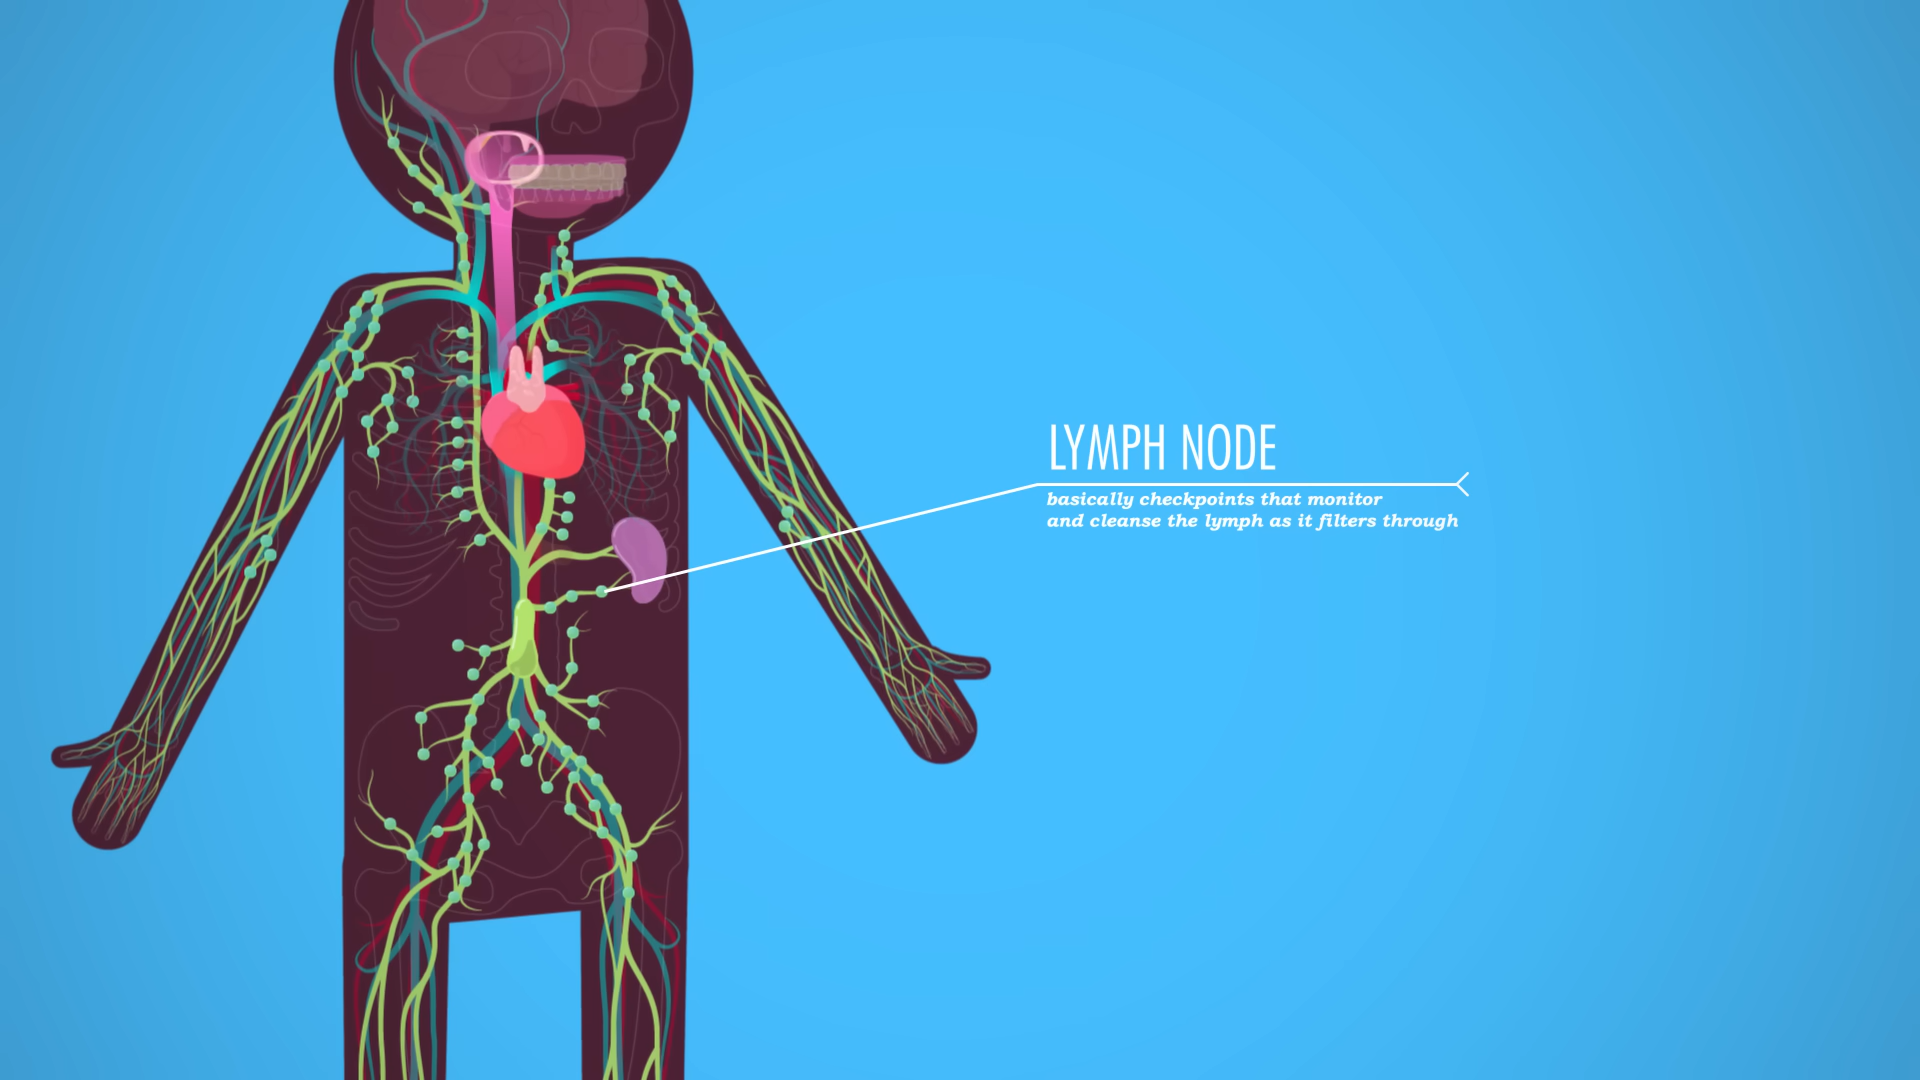 LYMPH NODE
basically checkpoints that monitor
and cleanse the lymph as it filters through